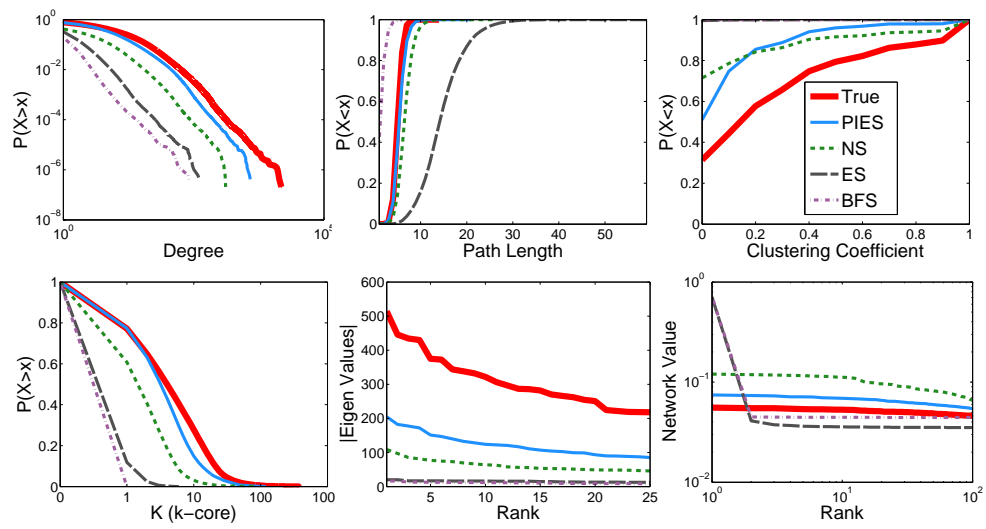 10^0
10^-2
10^-4
10^-6
10^-8
P(X>x)
10^0
10^5
Degree
1
0.8
0.6
0.4
0.2
0
P(X<x)
10 20 30 40 50
Path Length
1
0.8
0.6
0.4
0.2
0
P(X<x)
0 0.2 0.4 0.6 0.8 1
Clustering Coefficient
True
PIES
NS
ES
BFS
1
0.8
0.6
0.4
0.2
0
P(X>x)
0 1 10 100 100
K (k-core)
600
500
400
300
200
100
0
|Eigen Values|
5 10 15 20 25
Rank
10^0
10^-1
10^-2
Network Value
10^0 10^1 10^2
Rank